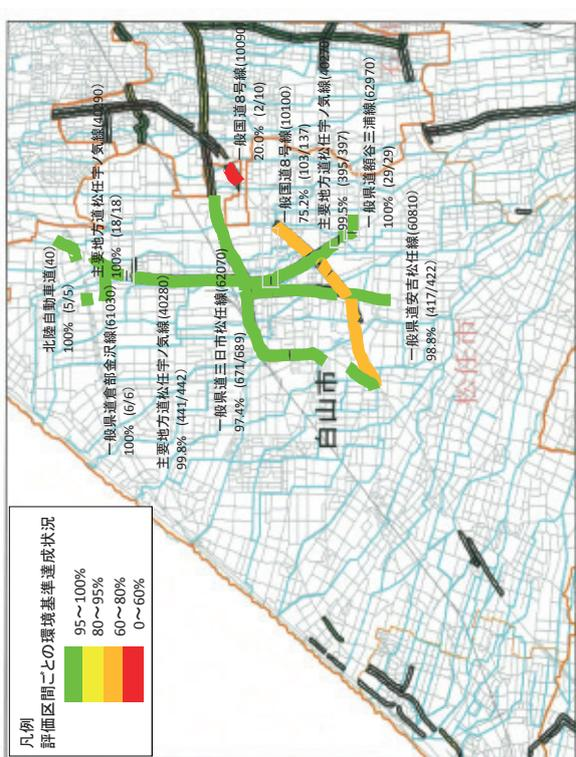 凡例
評価区間ごとの環境基準達成状況
95～100%
80～95%
60～80%
0～60%
北陸自動車道(40)
100% (5/5)
一般県道倉部金沢線(61030)
100% (6/6)
主要地方道松任宇ノ気線(40290)
100% (18/18)
主要地方道松任宇ノ気線(40280)
99.8% (441/442)
一般県道三日市松任線(62070)
97.4% (671/689)
一般国道8号線(10090)
20.0% (2/10)
一般国道8号線(10100)
75.2% (103/137)
主要地方道松任宇ノ気線(40270)
99.5% (395/397)
一般県道額谷三浦線(62970)
100% (29/29)
一般県道安吉松任線(60810)
98.8% (417/422)
白山市
松任市